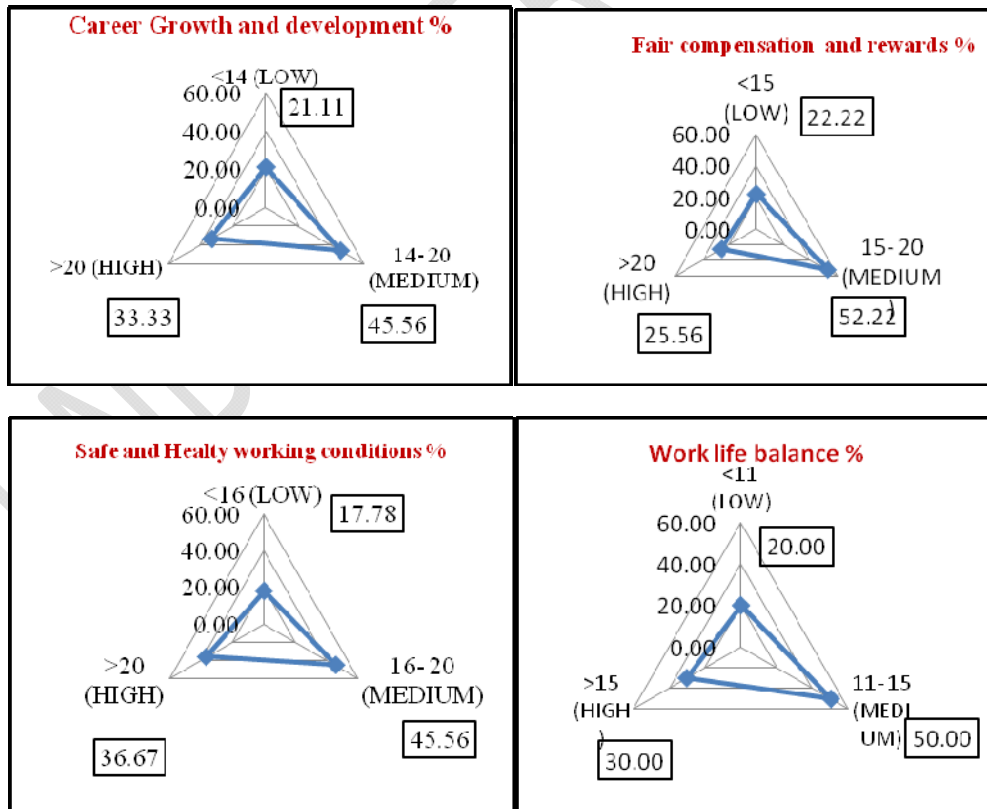 Career Growth and development %
<14 (LOW)
60.00
21.11
40.00
20.00
0.00
>20 (HIGH)
14-20
(MEDIUM)
33.33
45.56
Fair compensation and rewards %
<15
(LOW)
22.22
60.00
40.00
20.00
0.00
>20
(HIGH)
15-20
(MEDIUM
)
25.56
52.22
Safe and Healty working conditions %
<16 (LOW)
17.78
60.00
40.00
20.00
0.00
>20
(HIGH)
16-20
(MEDIUM)
36.67
45.56
Work life balance %
<11
(LOW)
60.00
20.00
40.00
20.00
0.00
>15
(HIGH
)
11-15
(MEDI
UM)
30.00
50.00